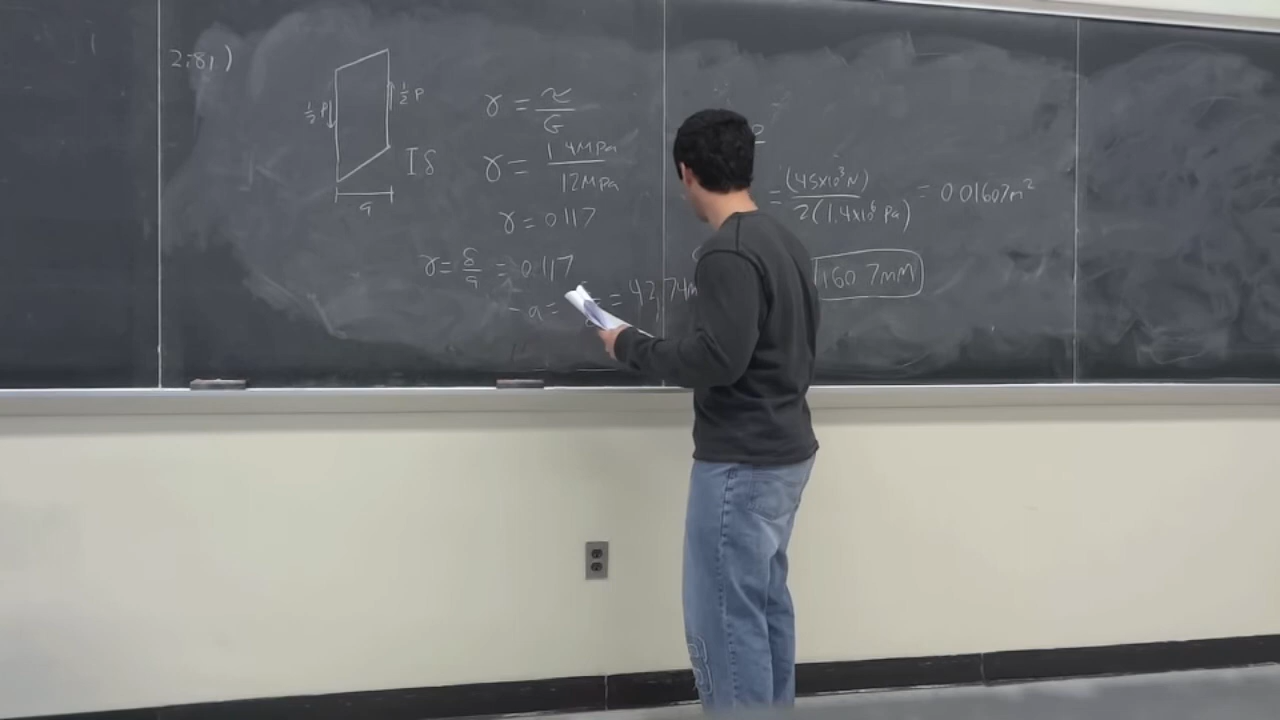 2.81)
1/2 P
1/2 P
I δ
a
γ = τ/G
γ = 1.4MPa/12MPa
γ = 0.117
γ = δ/a = 0.117
a =
= 42.74m
= (45x10³N)/2(1.4x10⁶ Pa) = 0.01607m²
160.7mm